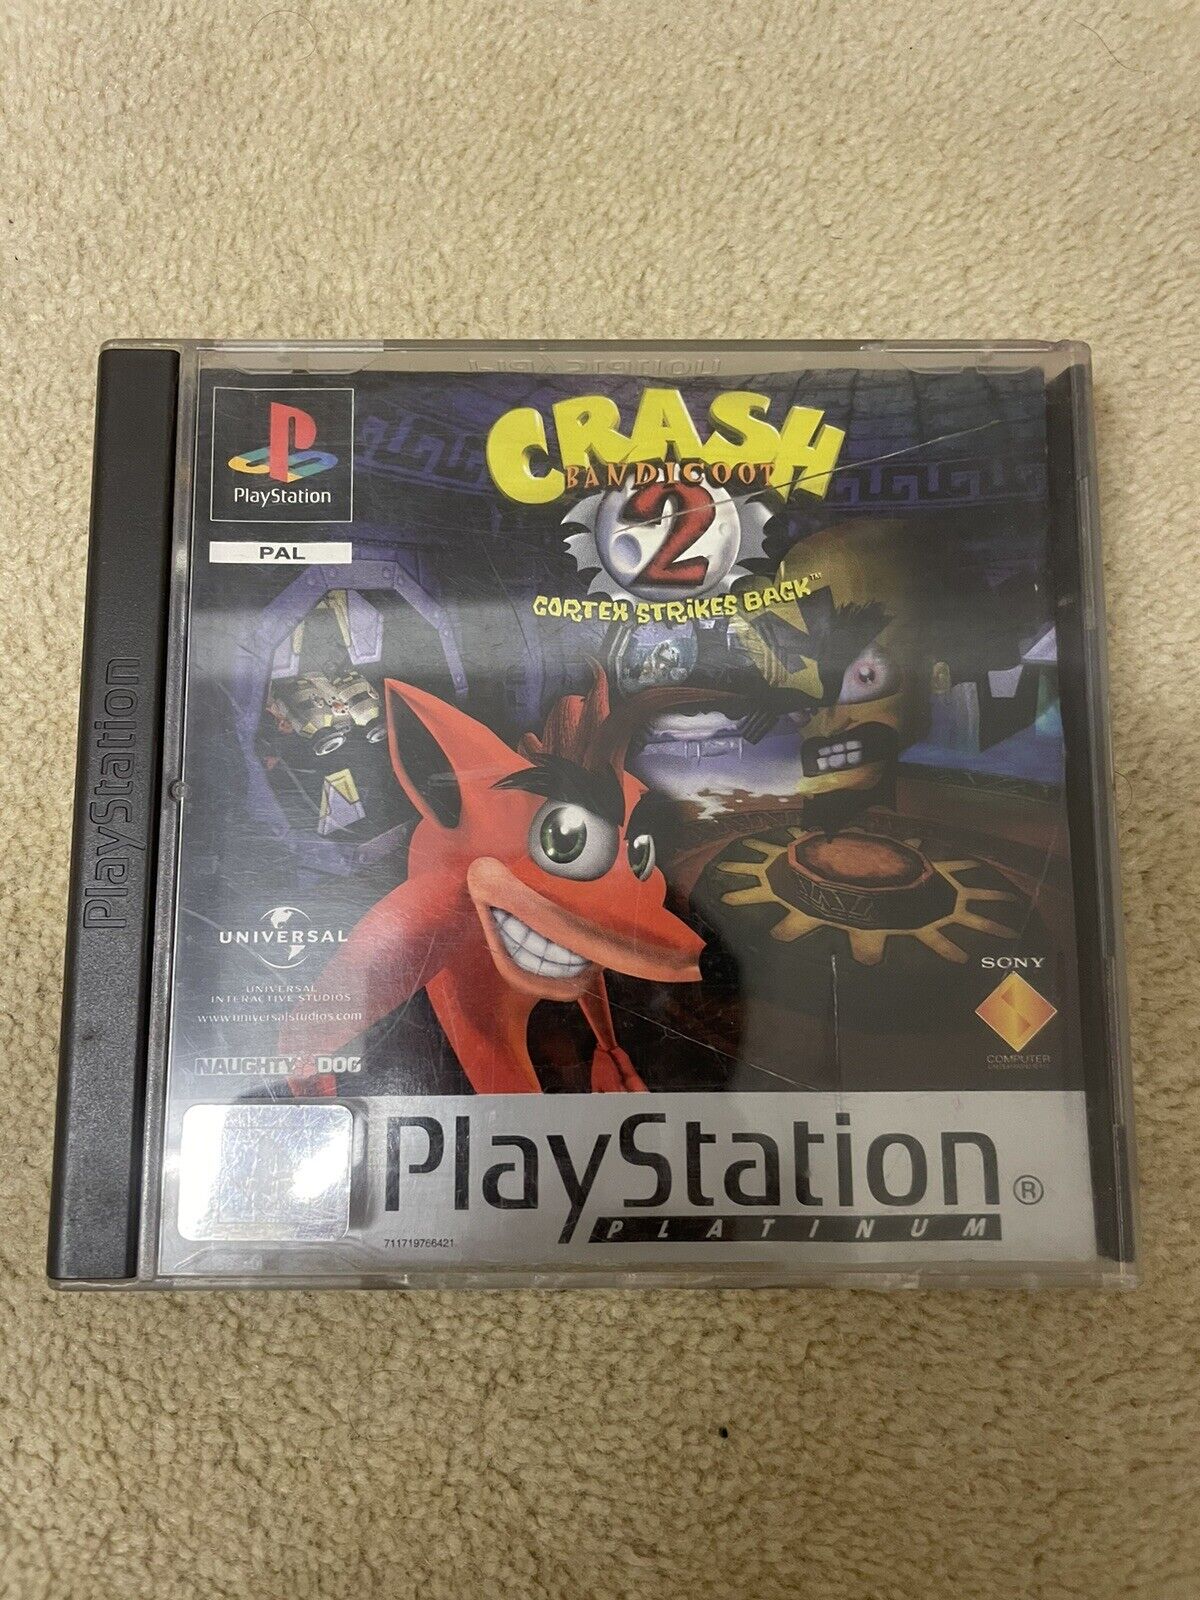 PlayStation
PlayStation
PAL
CRASH
BANDICOOT
2
CORTEX STRIKES BACK™
UNIVERSAL
UNIVERSAL
INTERACTIVE STUDIOS
www.universalstudios.com
NAUGHTY DOG
SONY
COMPUTER
PlayStation®
PLATINUM
711719766421